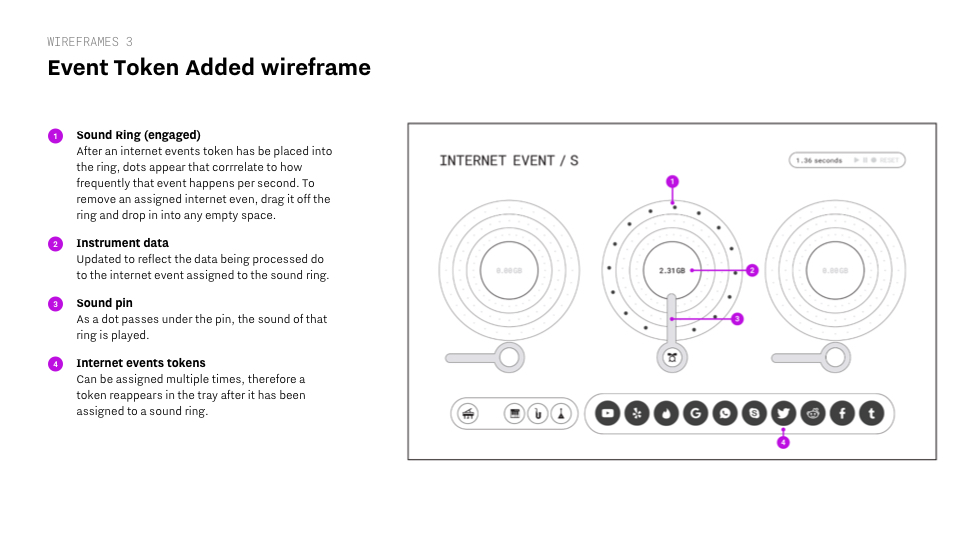 WIREFRAMES 3
Event Token Added wireframe
1 Sound Ring (engaged)
After an internet events token has be placed into
the ring, dots appear that corrrelate to how
frequently that event happens per second. To
remove an assigned internet even, drag it off the
ring and drop in into any empty space.
2 Instrument data
Updated to reflect the data being processed do
to the internet event assigned to the sound ring.
3 Sound pin
As a dot passes under the pin, the sound of that
ring is played.
4 Internet events tokens
Can be assigned multiple times, therefore a
token reappears in the tray after it has been
assigned to a sound ring.
INTERNET EVENT / S
1.36 seconds RESET
1
0.00GB
2.31GB
2
0.00GB
3
4